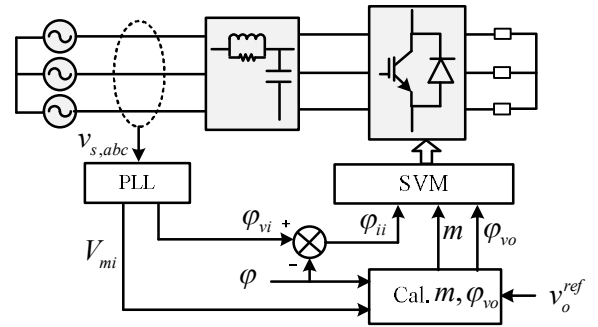 v_{s,abc}
PLL
SVM
φ_{vi} +
φ_{ii}
m
φ_{vo}
V_{mi}
-
φ
Cal. m, φ_{vo}
v_o^{ref}